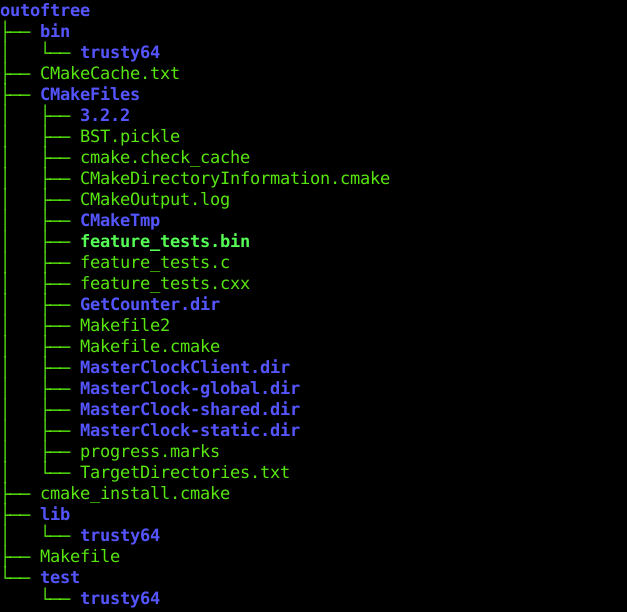 outoftree
├── bin
│   └── trusty64
├── CMakeCache.txt
├── CMakeFiles
│   ├── 3.2.2
│   ├── BST.pickle
│   ├── cmake.check_cache
│   ├── CMakeDirectoryInformation.cmake
│   ├── CMakeOutput.log
│   ├── CMakeTmp
│   ├── feature_tests.bin
│   ├── feature_tests.c
│   ├── feature_tests.cxx
│   ├── GetCounter.dir
│   ├── Makefile2
│   ├── Makefile.cmake
│   ├── MasterClockClient.dir
│   ├── MasterClock-global.dir
│   ├── MasterClock-shared.dir
│   ├── MasterClock-static.dir
│   ├── progress.marks
│   └── TargetDirectories.txt
├── cmake_install.cmake
├── lib
│   └── trusty64
├── Makefile
└── test
    └── trusty64